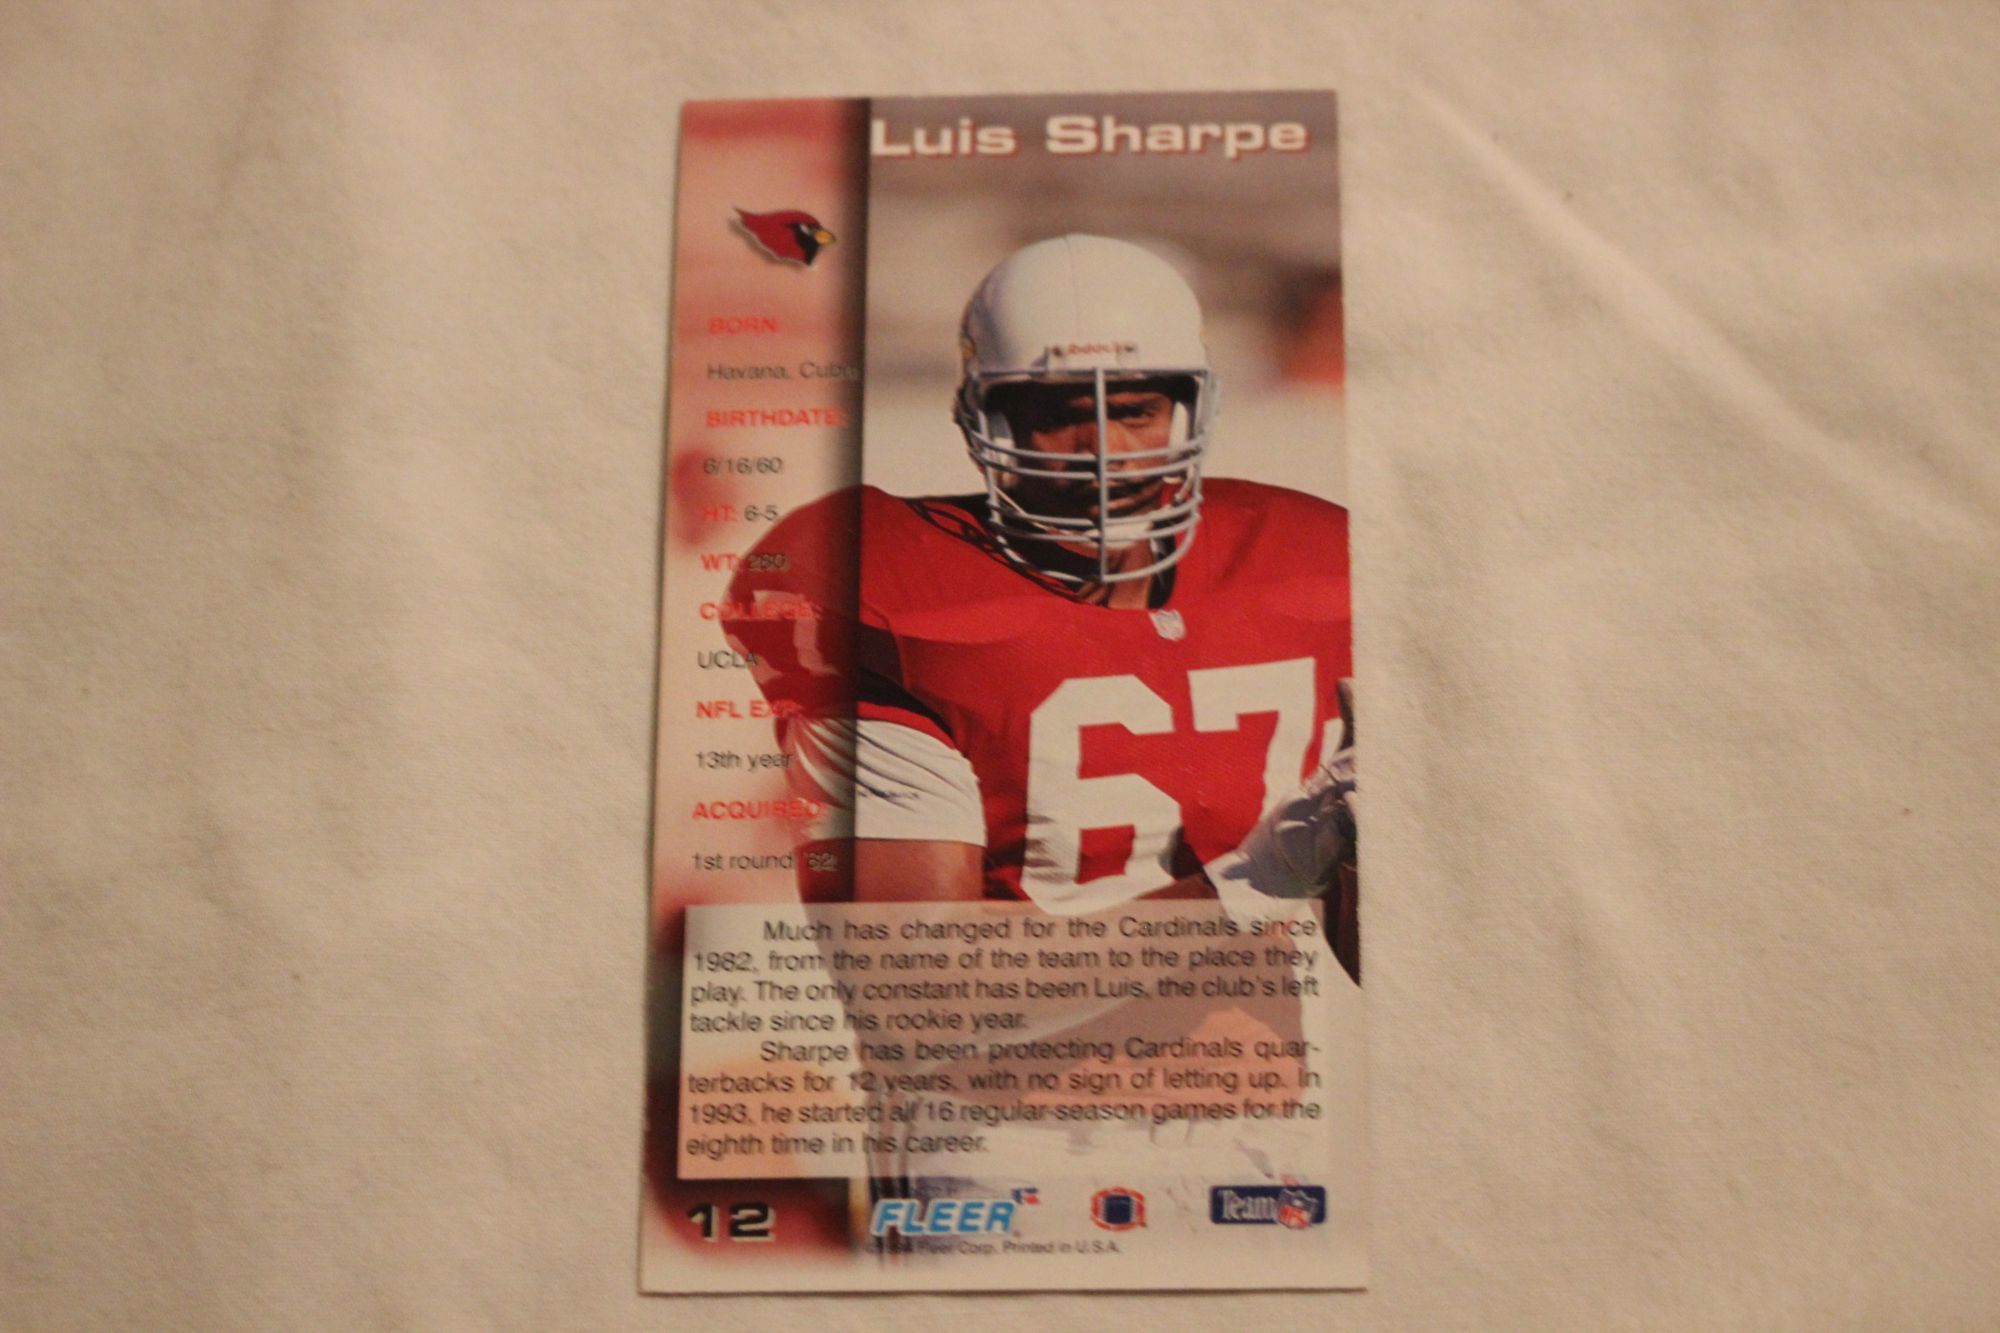 Luis Sharpe
Riddell
BORN:
Havana, Cuba
BIRTHDATE:
6/16/60
HT: 6-5
WT: 280
COLLEGE:
UCLA
NFL EXP:
13th year
ACQUIRED:
1st round, '82
67
Much has changed for the Cardinals since
1982, from the name of the team to the place they
play. The only constant has been Luis, the club's left
tackle since his rookie year.
Sharpe has been protecting Cardinals quar-
terbacks for 12 years, with no sign of letting up. In
1993, he started all 16 regular-season games for the
eighth time in his career.
12
FLEER
Team NFL
Fleer Corp. Printed in U.S.A.